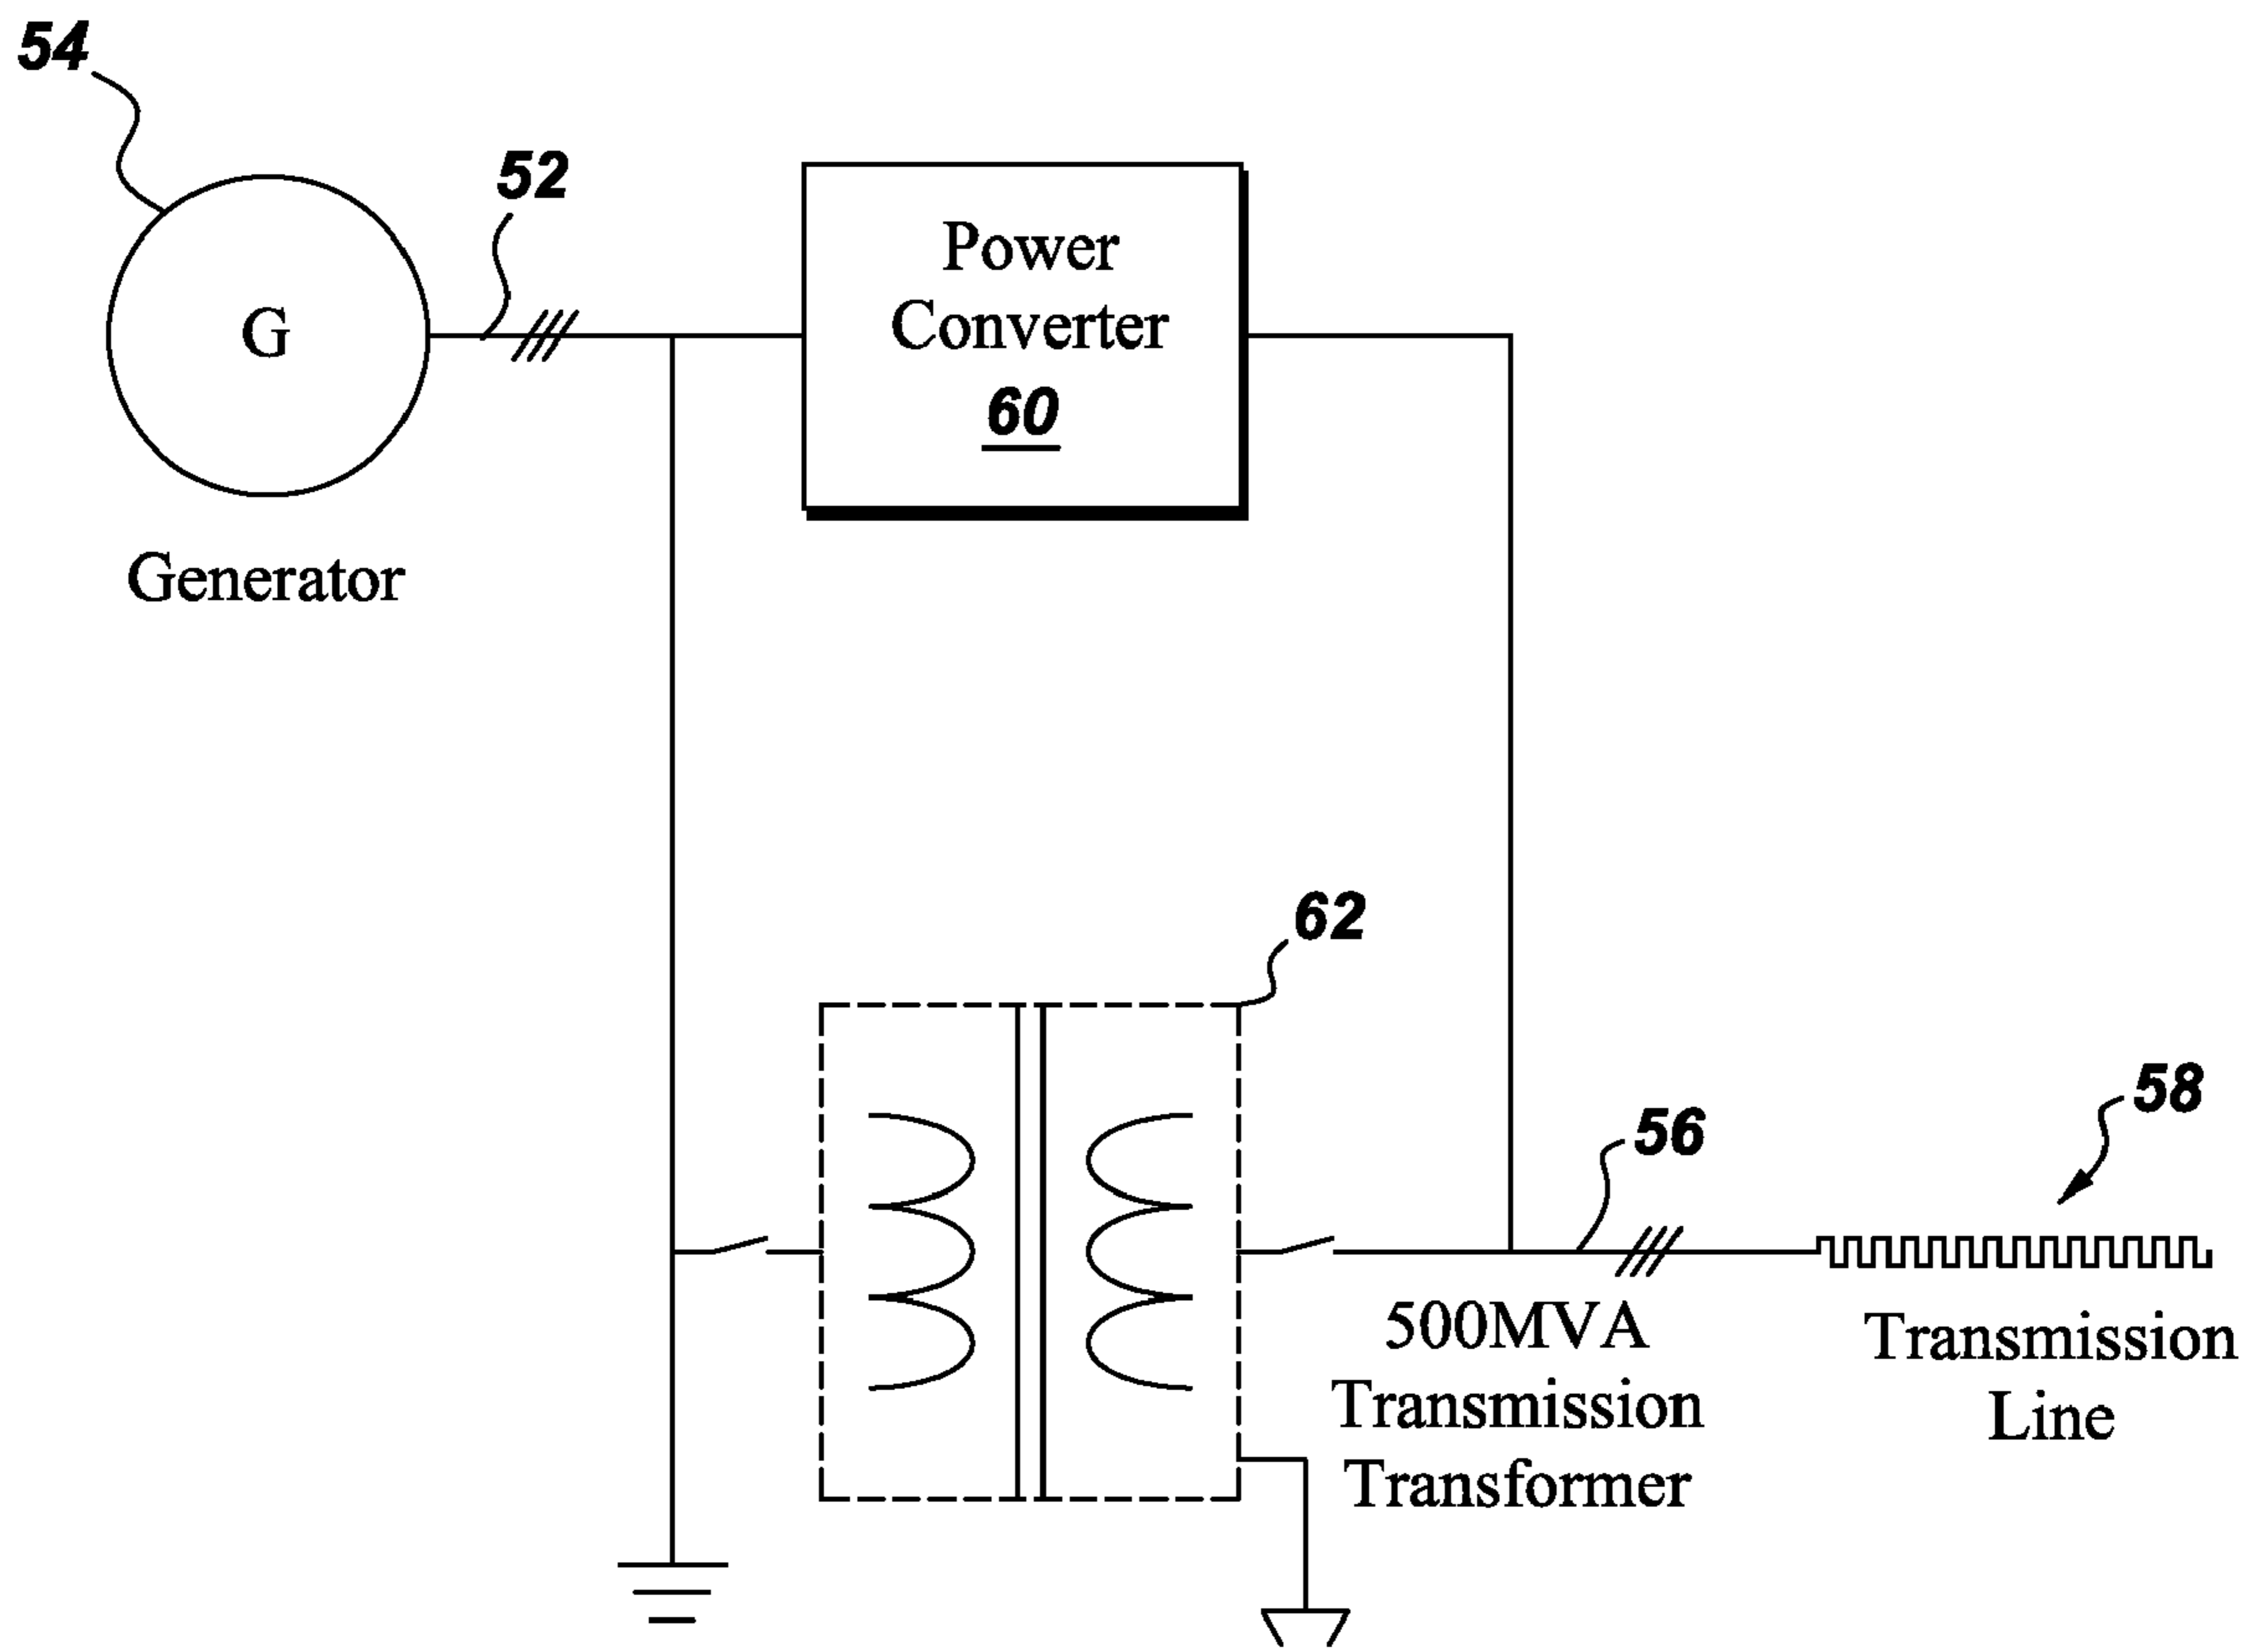 54
52
Power
Converter
60
G
Generator
62
58
56
500MVA
Transmission
Transformer
Transmission
Line